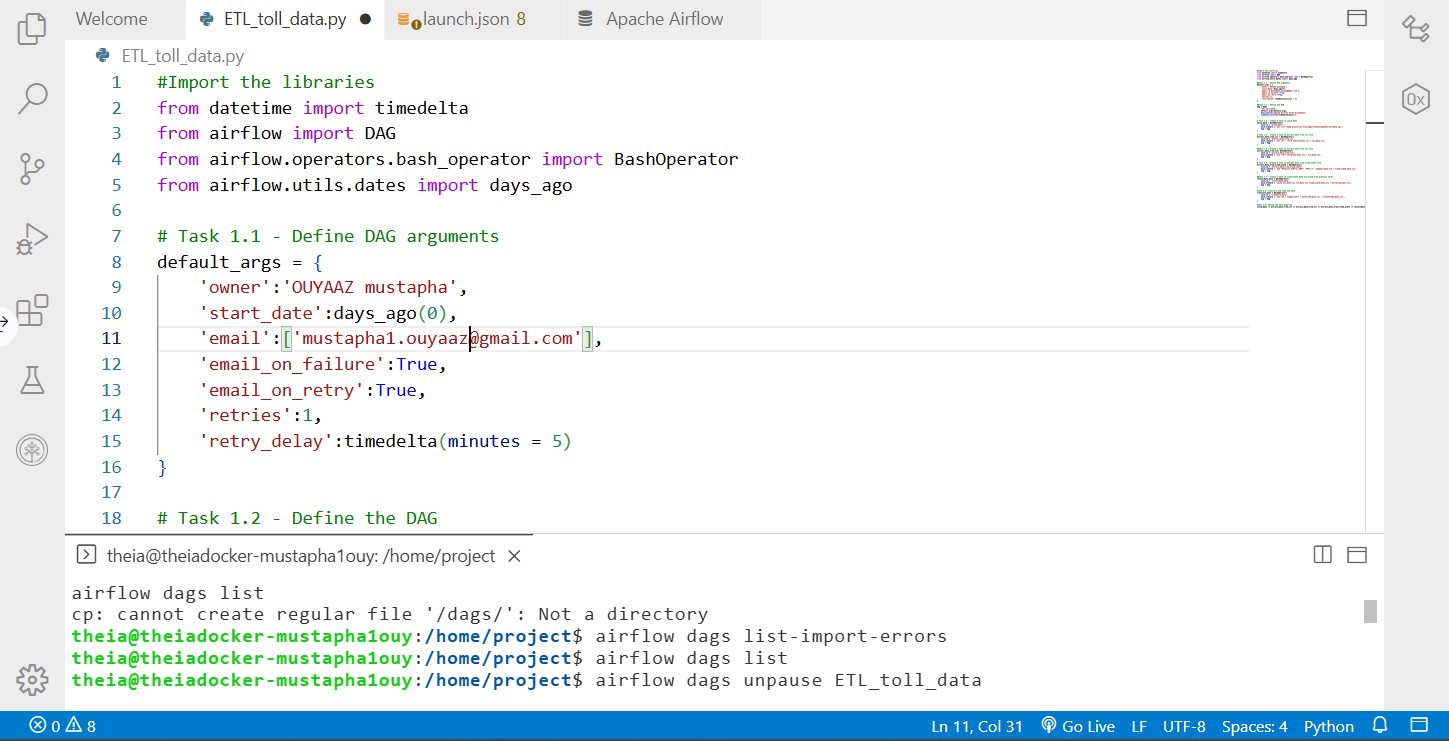 Welcome
ETL_toll_data.py
launch.json 8
Apache Airflow
ETL_toll_data.py
1 #Import the libraries
2 from datetime import timedelta
3 from airflow import DAG
4 from airflow.operators.bash_operator import BashOperator
5 from airflow.utils.dates import days_ago
6
7 # Task 1.1 - Define DAG arguments
8 default_args = {
9 'owner':'OUYAAZ mustapha',
10 'start_date':days_ago(0),
11 'email':['mustapha1.ouyaaz@gmail.com'],
12 'email_on_failure':True,
13 'email_on_retry':True,
14 'retries':1,
15 'retry_delay':timedelta(minutes = 5)
16 }
17
18 # Task 1.2 - Define the DAG
theia@theiadocker-mustapha1ouy: /home/project
airflow dags list
cp: cannot create regular file '/dags/': Not a directory
theia@theiadocker-mustapha1ouy:/home/project$ airflow dags list-import-errors
theia@theiadocker-mustapha1ouy:/home/project$ airflow dags list
theia@theiadocker-mustapha1ouy:/home/project$ airflow dags unpause ETL_toll_data
0 8 Ln 11, Col 31 Go Live LF UTF-8 Spaces: 4 Python
0x